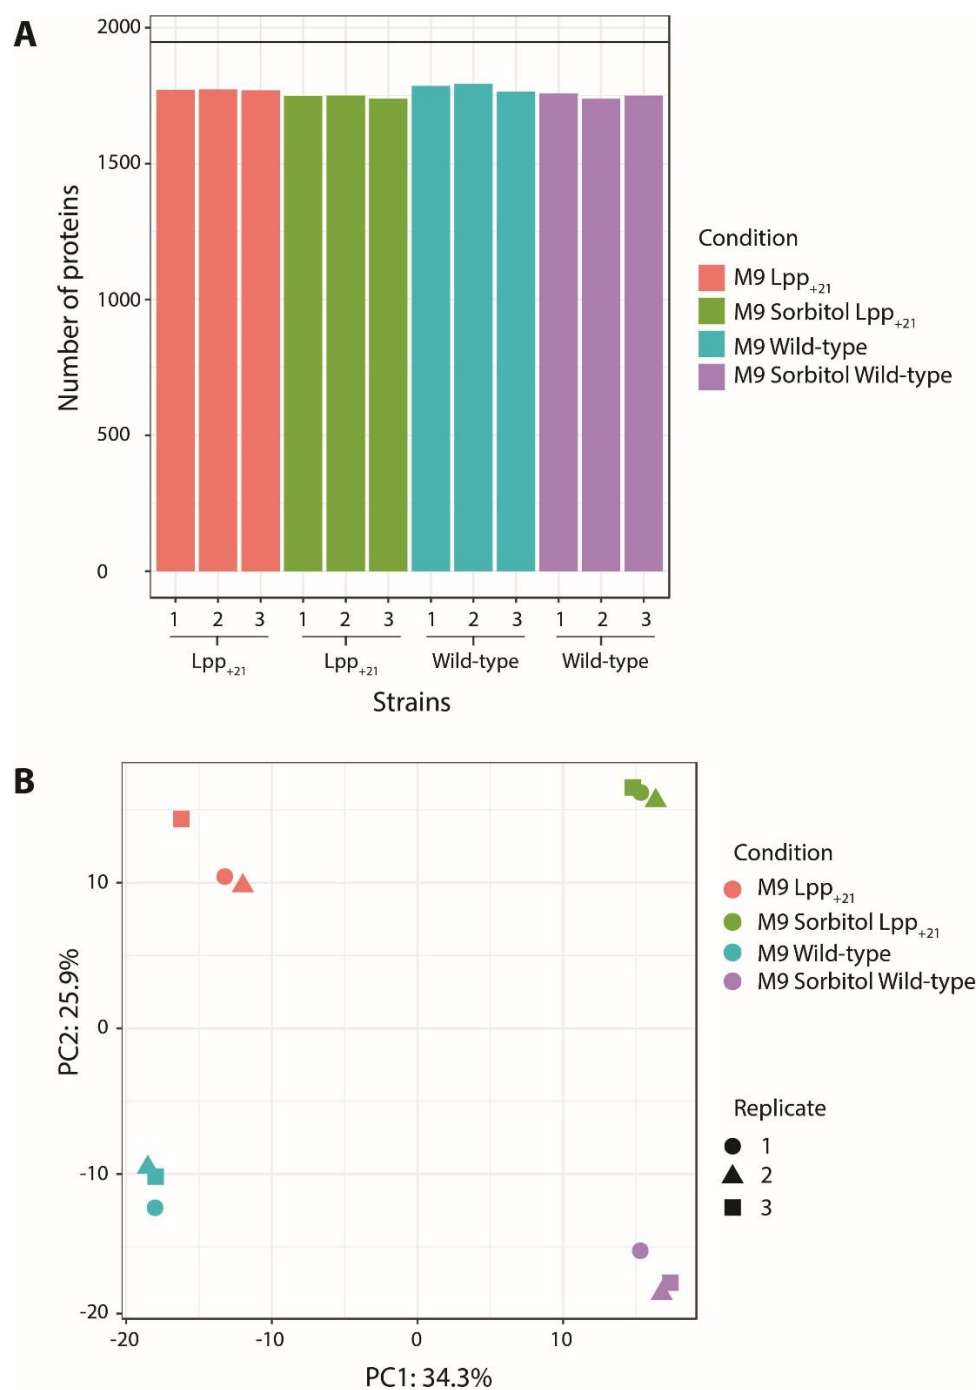 A
2000
1500
1000
500
0
Number of proteins
1 2 3 1 2 3 1 2 3 1 2 3
Lpp+21 Lpp+21 Wild-type Wild-type
Strains
Condition
M9 Lpp+21
M9 Sorbitol Lpp+21
M9 Wild-type
M9 Sorbitol Wild-type
B
10
0
-10
-20
PC2: 25.9%
-20 -10 0 10
PC1: 34.3%
Condition
M9 Lpp+21
M9 Sorbitol Lpp+21
M9 Wild-type
M9 Sorbitol Wild-type
Replicate
1
2
3